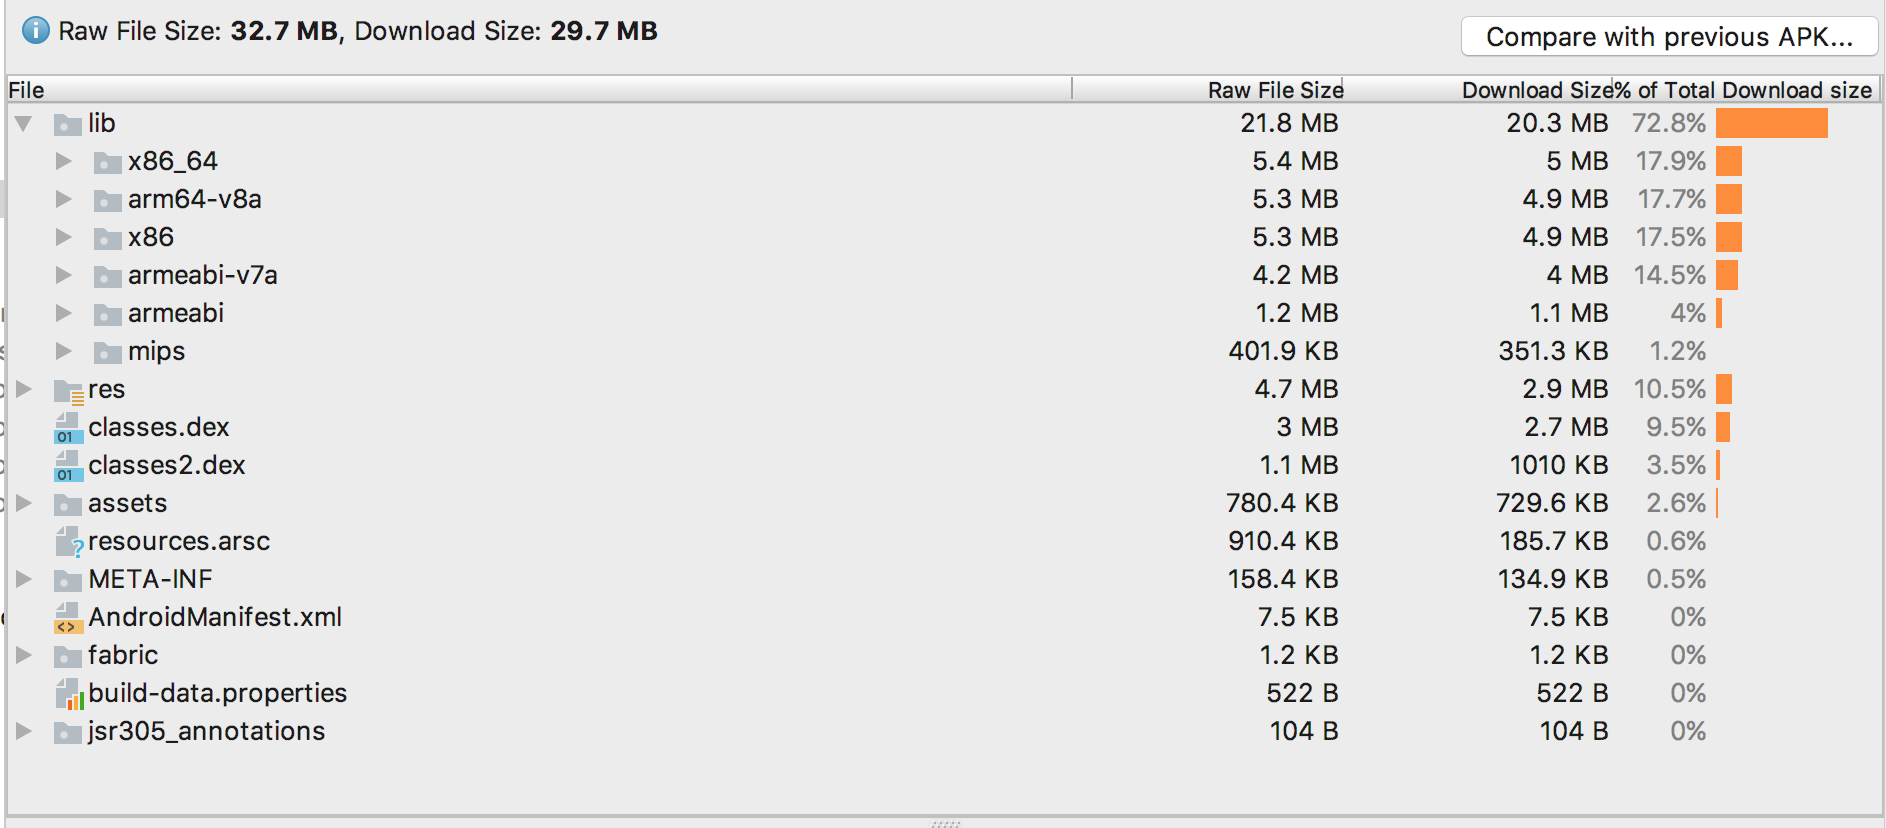 Raw File Size: 32.7 MB, Download Size: 29.7 MB
Compare with previous APK...
File Raw File Size Download Size % of Total Download size
lib 21.8 MB 20.3 MB 72.8%
x86_64 5.4 MB 5 MB 17.9%
arm64-v8a 5.3 MB 4.9 MB 17.7%
x86 5.3 MB 4.9 MB 17.5%
armeabi-v7a 4.2 MB 4 MB 14.5%
armeabi 1.2 MB 1.1 MB 4%
mips 401.9 KB 351.3 KB 1.2%
res 4.7 MB 2.9 MB 10.5%
classes.dex 3 MB 2.7 MB 9.5%
classes2.dex 1.1 MB 1010 KB 3.5%
assets 780.4 KB 729.6 KB 2.6%
resources.arsc 910.4 KB 185.7 KB 0.6%
META-INF 158.4 KB 134.9 KB 0.5%
AndroidManifest.xml 7.5 KB 7.5 KB 0%
fabric 1.2 KB 1.2 KB 0%
build-data.properties 522 B 522 B 0%
jsr305_annotations 104 B 104 B 0%